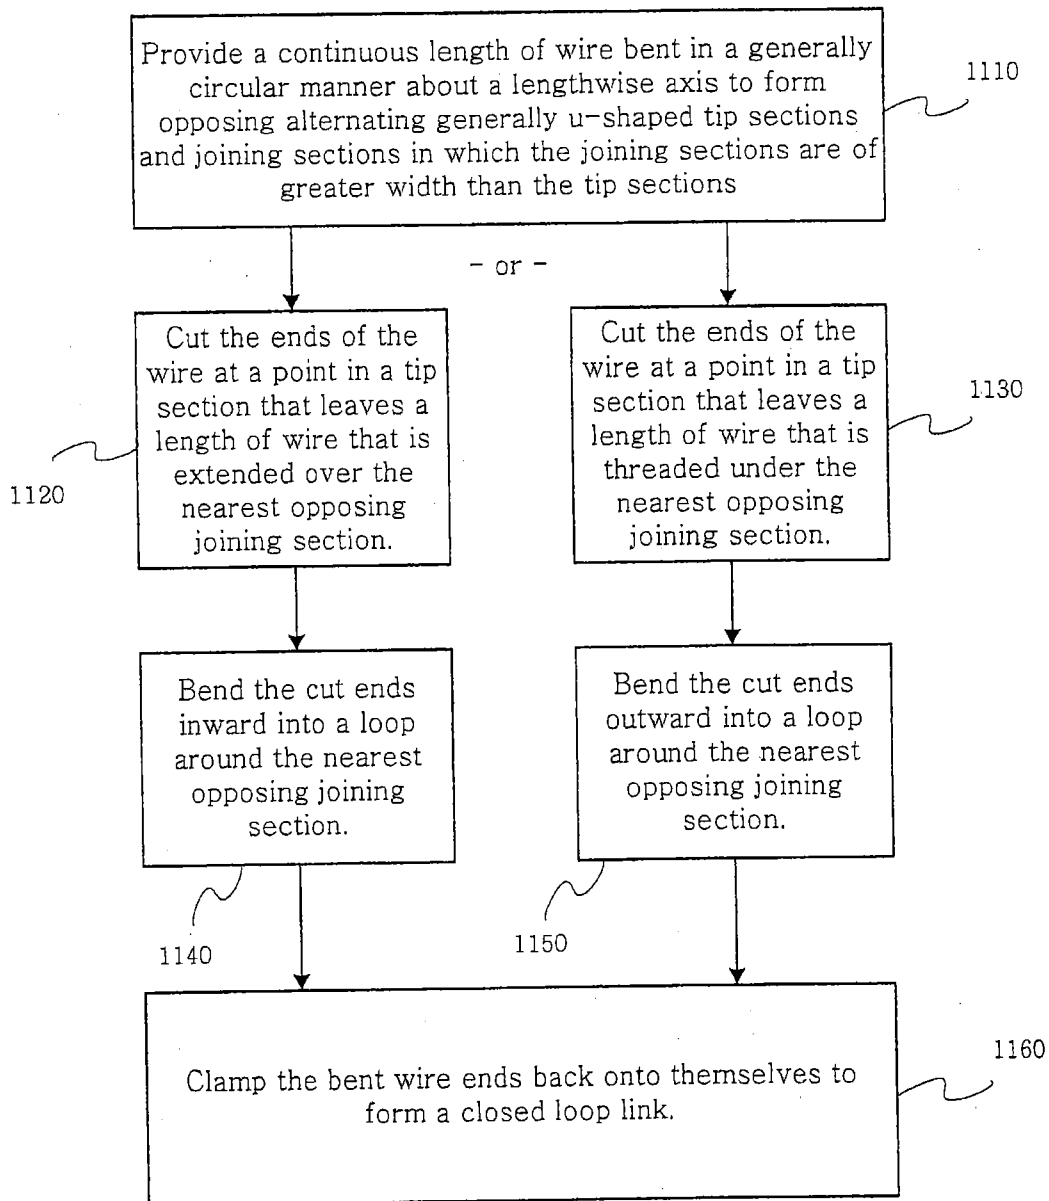 Provide a continuous length of wire bent in a generally
circular manner about a lengthwise axis to form
opposing alternating generally u-shaped tip sections
and joining sections in which the joining sections are of
greater width than the tip sections
1110
- or -
Cut the ends of the
wire at a point in a tip
section that leaves a
length of wire that is
extended over the
nearest opposing
joining section.
1120
Cut the ends of the
wire at a point in a tip
section that leaves a
length of wire that is
threaded under the
nearest opposing
joining section.
1130
Bend the cut ends
inward into a loop
around the nearest
opposing joining
section.
1140
Bend the cut ends
outward into a loop
around the nearest
opposing joining
section.
1150
Clamp the bent wire ends back onto themselves to
form a closed loop link.
1160